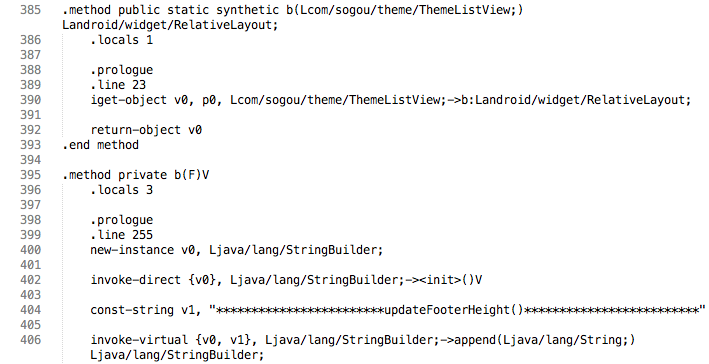 385 .method public static synthetic b(Lcom/sogou/theme/ThemeListView;)
Landroid/widget/RelativeLayout;
386 .locals 1
387
388 .prologue
389 .line 23
390 iget-object v0, p0, Lcom/sogou/theme/ThemeListView;->b:Landroid/widget/RelativeLayout;
391
392 return-object v0
393 .end method
394
395 .method private b(F)V
396 .locals 3
397
398 .prologue
399 .line 255
400 new-instance v0, Ljava/lang/StringBuilder;
401
402 invoke-direct {v0}, Ljava/lang/StringBuilder;-><init>()V
403
404 const-string v1, "************************updateFooterHeight()*************************"
405
406 invoke-virtual {v0, v1}, Ljava/lang/StringBuilder;->append(Ljava/lang/String;)
Ljava/lang/StringBuilder;